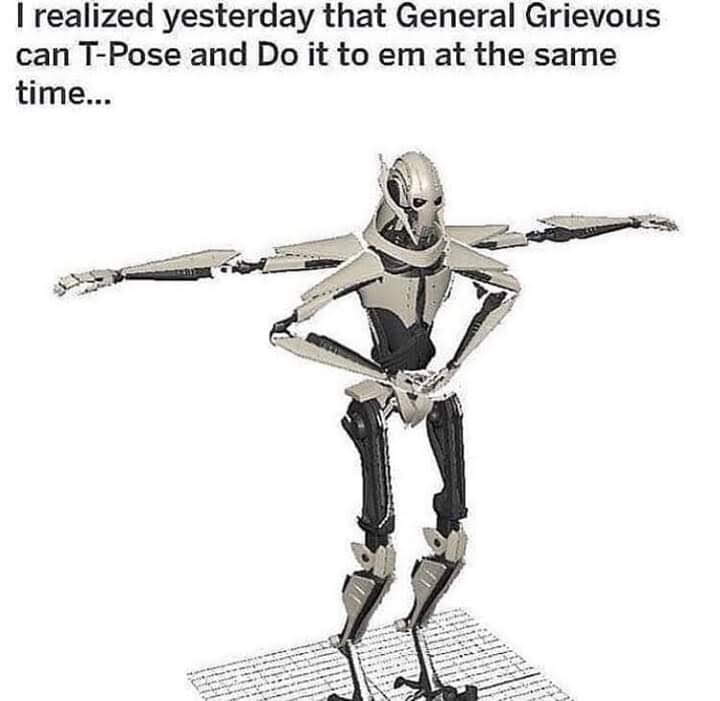 I realized yesterday that General Grievous
can T-Pose and Do it to em at the same
time...